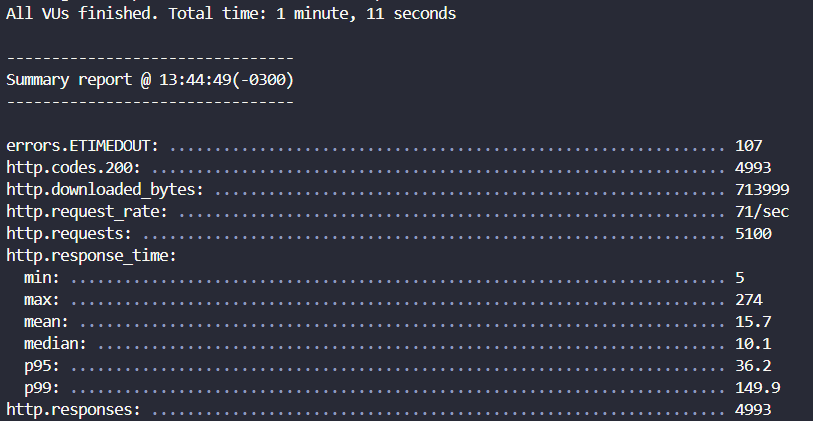 All VUs finished. Total time: 1 minute, 11 seconds
--------------------------------
Summary report @ 13:44:49(-0300)
--------------------------------
errors.ETIMEDOUT: .............................................................. 107
http.codes.200: ................................................................ 4993
http.downloaded_bytes: ......................................................... 713999
http.request_rate: ............................................................. 71/sec
http.requests: ................................................................. 5100
http.response_time:
  min: ......................................................................... 5
  max: ......................................................................... 274
  mean: ........................................................................ 15.7
  median: ...................................................................... 10.1
  p95: ......................................................................... 36.2
  p99: ......................................................................... 149.9
http.responses: ................................................................ 4993